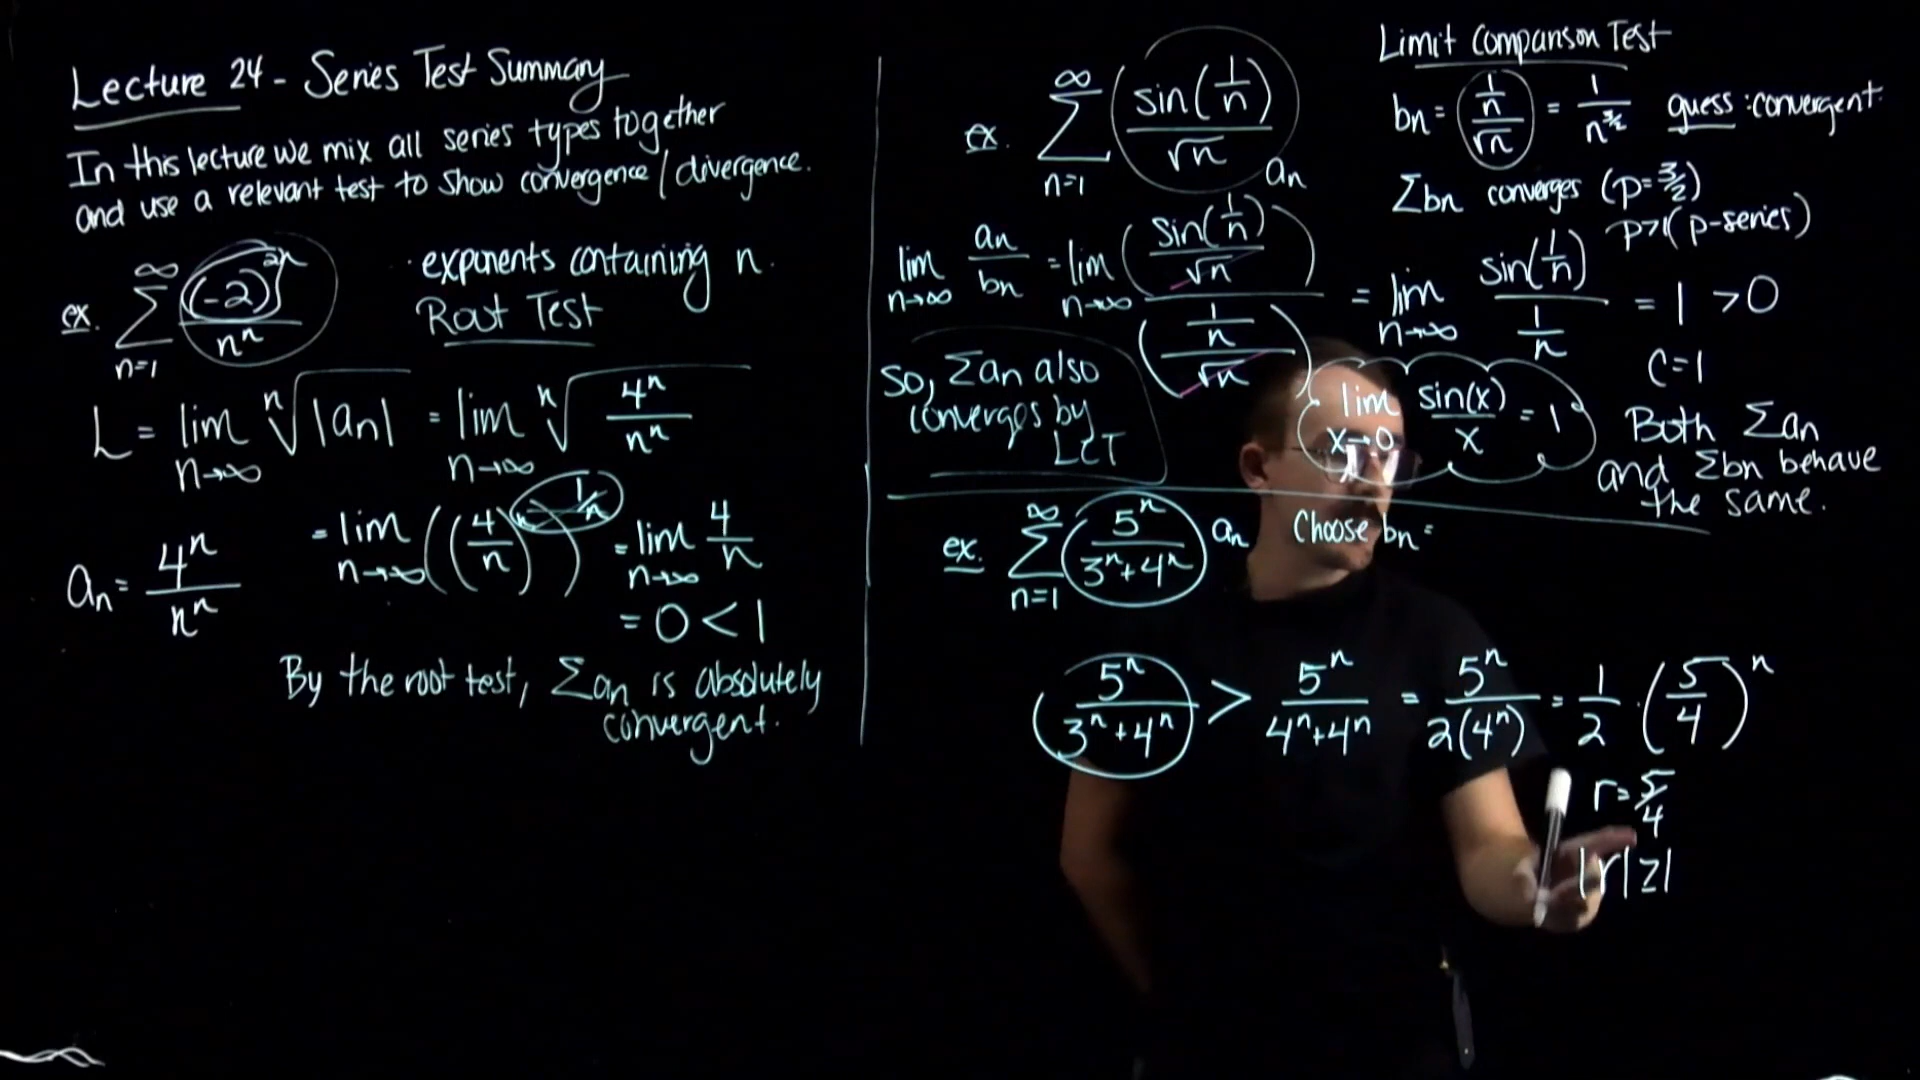 Lecture 24 - Series Test Summary
In this lecture we mix all series types together
and use a relevant test to show convergence / divergence.
ex. ∞∑n=1 (-2)^2n / n^n
· exponents containing n.
Root Test
L = lim n→∞ ⁿ√|an| = lim n→∞ ⁿ√(4^n / n^n)
an = 4^n / n^n
= lim n→∞ ((4/n)^n)^1/n = lim n→∞ 4/n
= 0 < 1
By the root test, ∑an is absolutely
convergent.
ex. ∞∑n=1 (sin(1/n) / √n) an
Limit Comparison Test
bn = (1/n / √n) = 1 / n^3/2 guess: convergent.
∑bn converges (p=3/2)
p>1 (p-series)
lim n→∞ an/bn = lim n→∞ (sin(1/n) / √n) / (1/n / √n) = lim n→∞ sin(1/n) / 1/n = 1 > 0
C=1
So, ∑an also
converges by
LCT
lim x→0 sin(x)/x = 1
Both ∑an
and ∑bn behave
the same.
ex. ∞∑n=1 (5^n / 3^n+4^n) an Choose bn =
(5^n / 3^n+4^n) > 5^n / 4^n+4^n = 5^n / 2(4^n) = 1/2 · (5/4)^n
r = 5/4
|r| ≥ 1